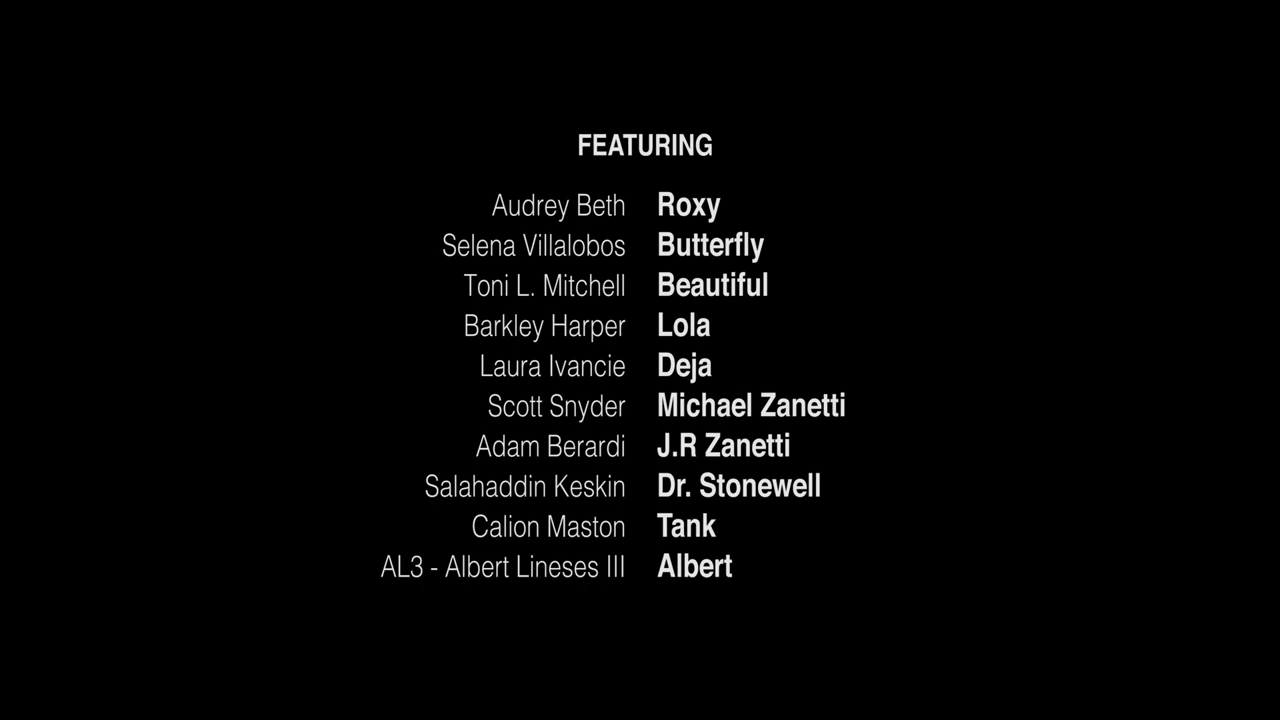 FEATURING
Audrey Beth Roxy
Selena Villalobos Butterfly
Toni L. Mitchell Beautiful
Barkley Harper Lola
Laura Ivancie Deja
Scott Snyder Michael Zanetti
Adam Berardi J.R Zanetti
Salahaddin Keskin Dr. Stonewell
Calion Maston Tank
AL3 - Albert Lineses III Albert